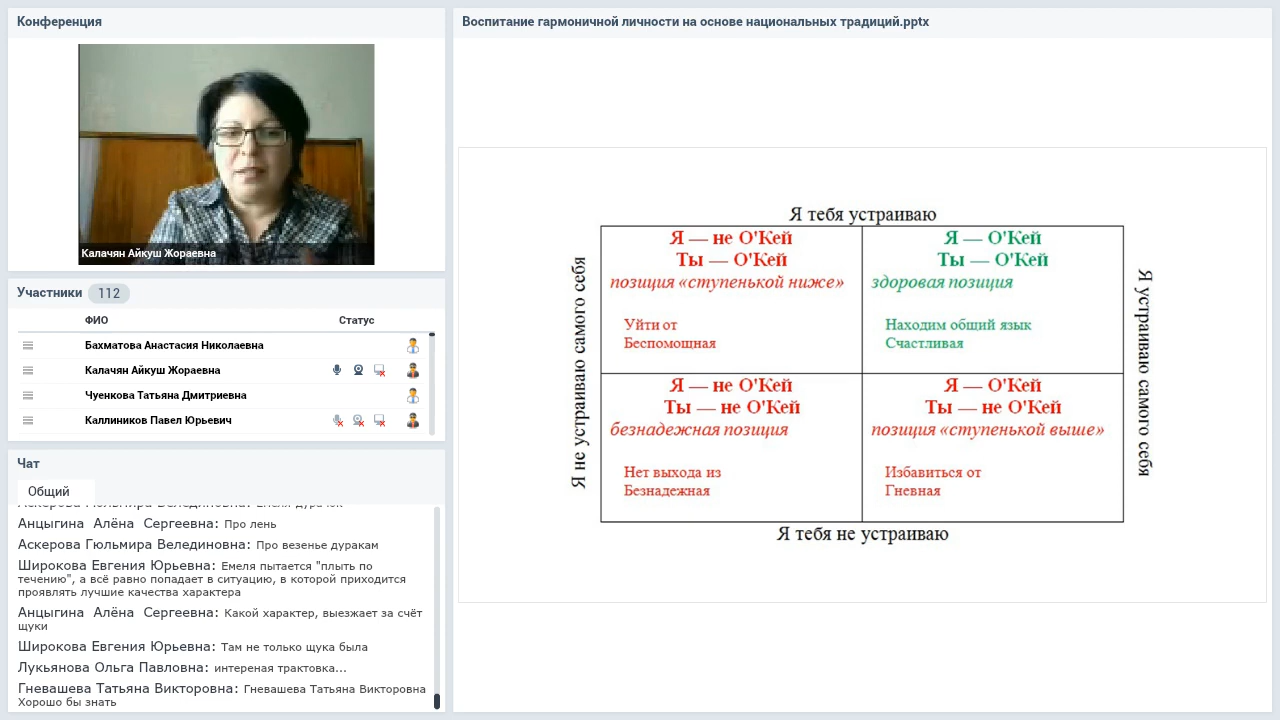 Конференция
Калачян Айкуш Жораевна
Участники 112
ФИО Статус
Бахматова Анастасия Николаевна
Калачян Айкуш Жораевна
Чуенкова Татьяна Дмитриевна
Каллиников Павел Юрьевич
Чат
Общий
Аскерова Гюльмира Велединовна: Емеля дурачок
Анцыгина Алёна Сергеевна: Про лень
Аскерова Гюльмира Велединовна: Про везенье дуракам
Широкова Евгения Юрьевна: Емеля пытается "плыть по
течению", а всё равно попадает в ситуацию, в которой приходится
проявлять лучшие качества характера
Анцыгина Алёна Сергеевна: Какой характер, выезжает за счёт
щуки
Широкова Евгения Юрьевна: Там не только щука была
Лукьянова Ольга Павловна: интереная трактовка...
Гневашева Татьяна Викторовна: Гневашева Татьяна Викторовна
Хорошо бы знать
Воспитание гармоничной личности на основе национальных традиций.pptx
Я тебя устраиваю
Я не устраиваю самого себя
Я — не О'Кей
Ты — О'Кей
позиция «ступенькой ниже»
Уйти от
Беспомощная
Я — О'Кей
Ты — О'Кей
здоровая позиция
Находим общий язык
Счастливая
Я — не О'Кей
Ты — не О'Кей
безнадежная позиция
Нет выхода из
Безнадежная
Я — О'Кей
Ты — не О'Кей
позиция «ступенькой выше»
Избавиться от
Гневная
Я устраиваю самого себя
Я тебя не устраиваю